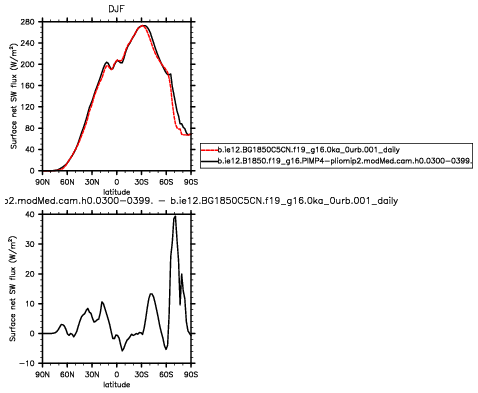 DJF
Surface net SW flux (W/m²)
280
240
200
160
120
80
40
0
90N 60N 30N 0 30S 60S 90S
latitude
b.ie12.BG1850C5CN.f19_g16.0ka_0urb.001_daily
b.ie12.B1850.f19_g16.PIMP4-pliomip2.modMed.cam.h0.0300-0399.
p2.modMed.cam.h0.0300-0399. - b.ie12.BG1850C5CN.f19_g16.0ka_0urb.001_daily
Surface net SW flux (W/m²)
40
30
20
10
0
-10
90N 60N 30N 0 30S 60S 90S
latitude